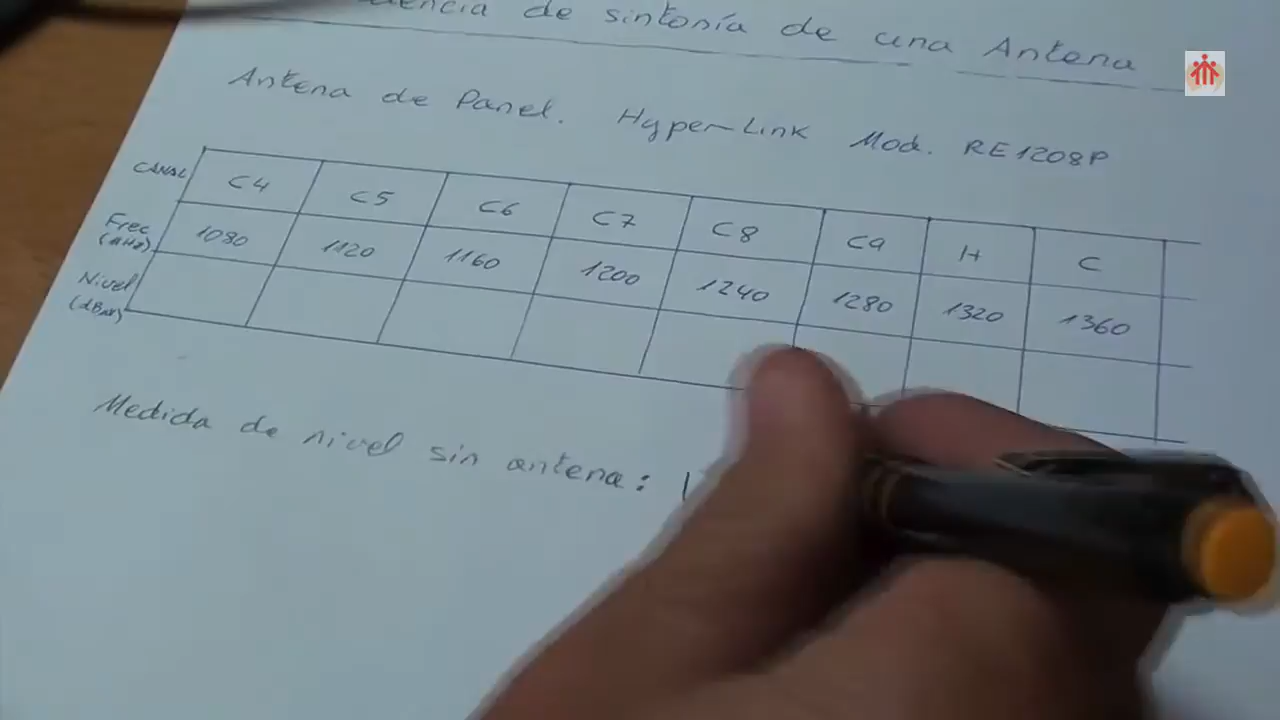 de sintonía de una Antena
Antena de Panel. Hyper-Link Mod. RE1208P
CANAL C4 C5 C6 C7 C8 C9 H C
Frec (MHz) 1080 1120 1160 1200 1240 1280 1320 1360
Nivel (dBm)
Medida de nivel sin antena: